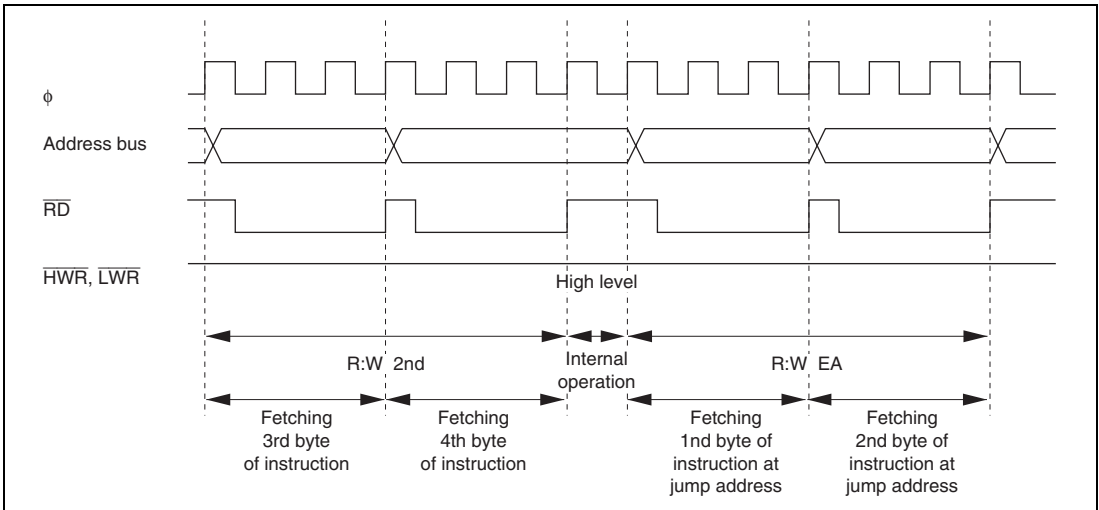 φ
Address bus
RD
HWR, LWR
High level
R:W 2nd
Internal
operation
R:W EA
Fetching
3rd byte
of instruction
Fetching
4th byte
of instruction
Fetching
1nd byte of
instruction at
jump address
Fetching
2nd byte of
instruction at
jump address